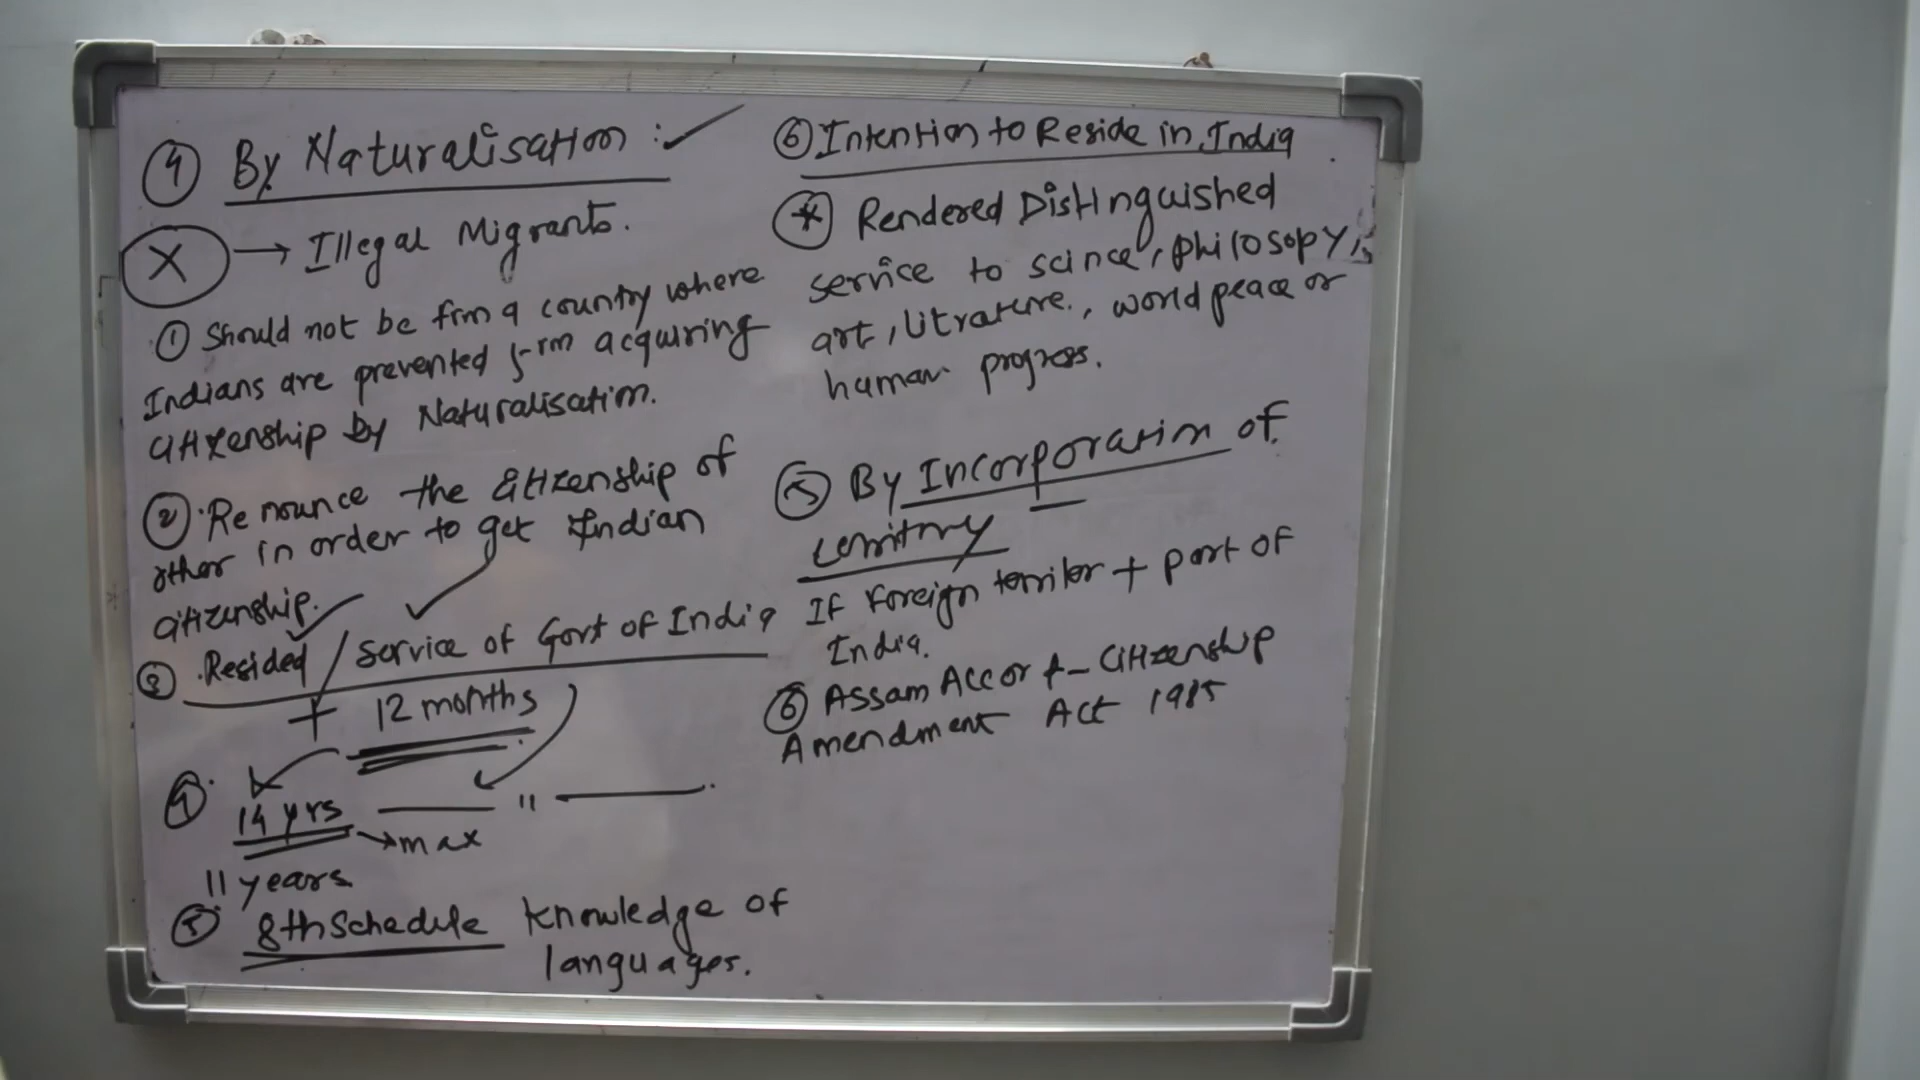 4 By Naturalisation :✓
X → Illegal Migrants.
1 Should not be from a country where
Indians are prevented from acquiring
citizenship by Naturalisation.
2. Renounce the citizenship of
other in order to get Indian
citizenship.
3. Resided / service of Govt of India
+ 12 months
4. 14 yrs — " —
→ max
11 years
5. 8th Schedule knowledge of
languages.
6 Intention to Reside in India
* Rendered Distinguished
service to scince, philosopy,
art, litrature., world peace or
human progress.
5 By Incorporation of
territory
If foreign territor + part of
India.
6 Assam Accort - Citizenship
Amendment Act 1985